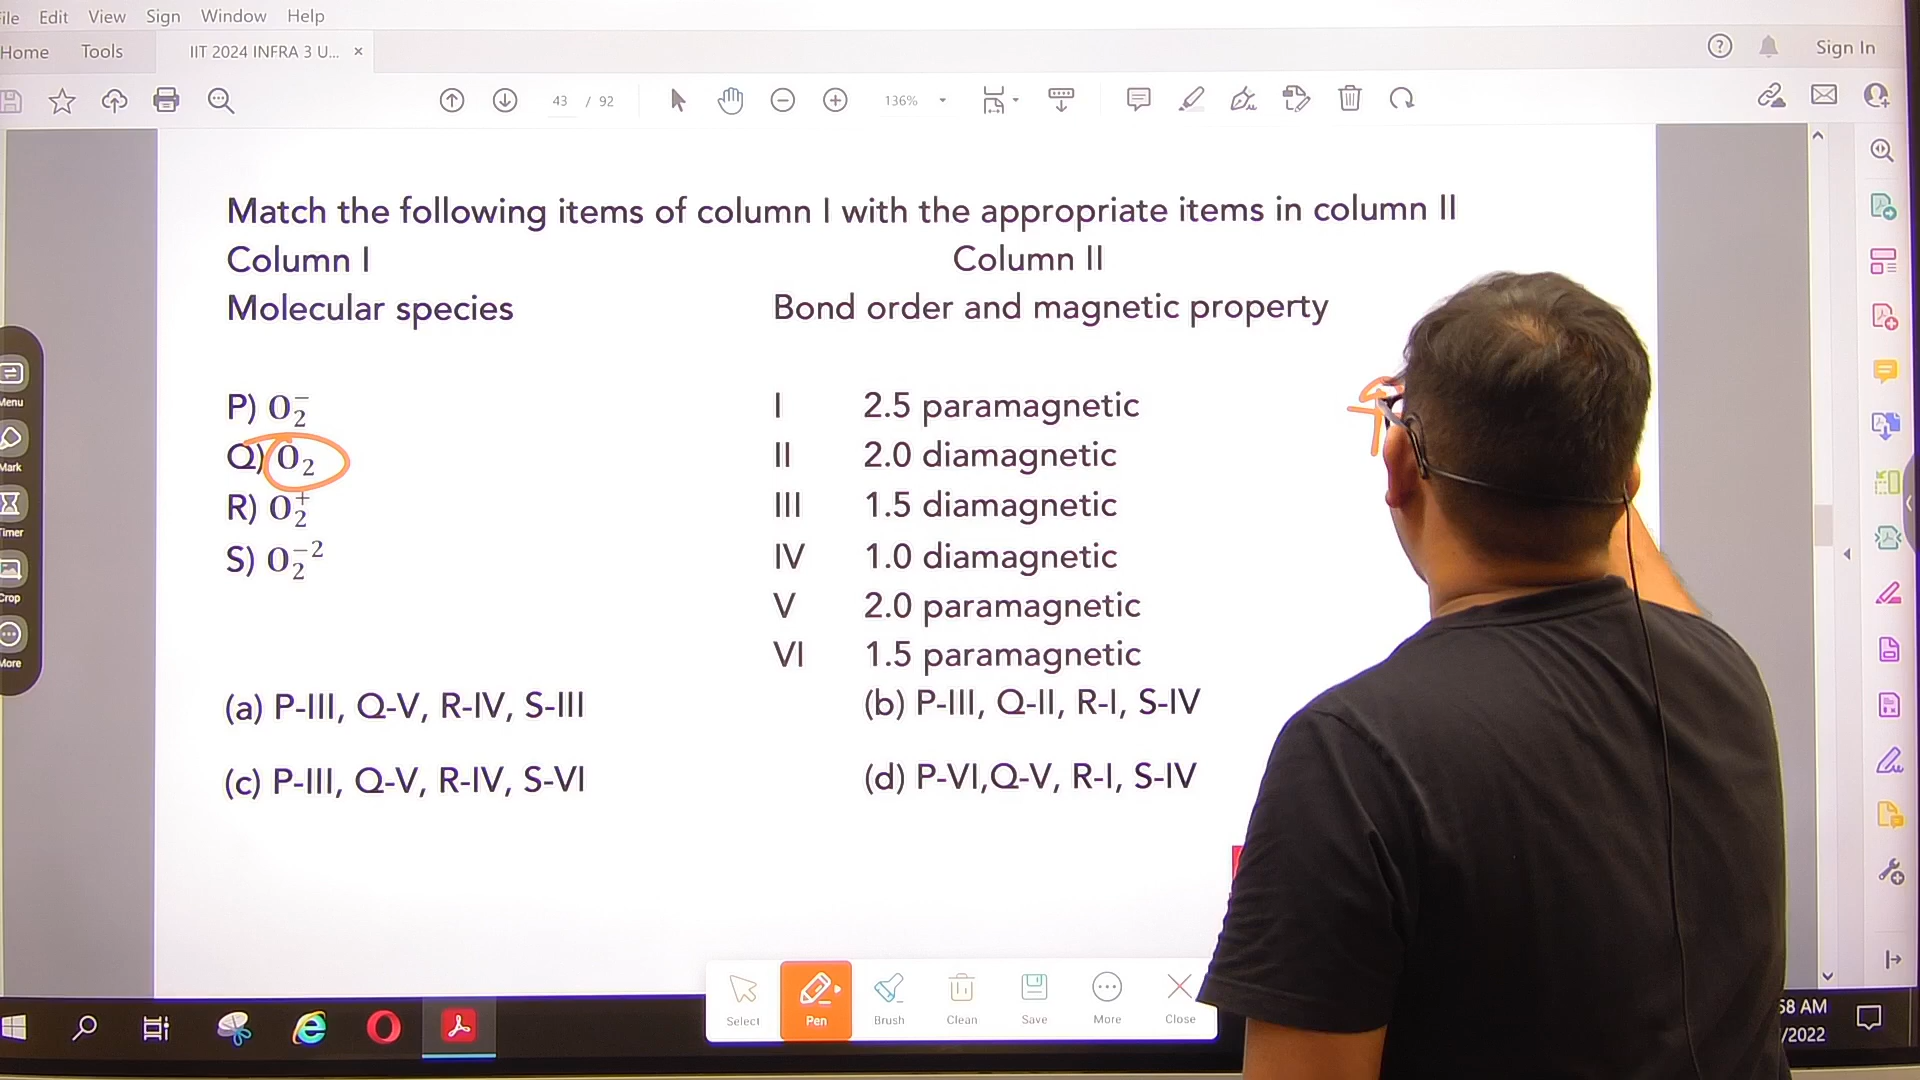 File Edit View Sign Window Help
Home Tools IIT 2024 INFRA 3 U... × Sign In
43 / 92 136%
Match the following items of column I with the appropriate items in column II
Column I Column II
Molecular species Bond order and magnetic property
P) O₂⁻ I 2.5 paramagnetic
Q) O₂ II 2.0 diamagnetic
R) O₂⁺ III 1.5 diamagnetic
S) O₂⁻² IV 1.0 diamagnetic
V 2.0 paramagnetic
VI 1.5 paramagnetic
(a) P-III, Q-V, R-IV, S-III (b) P-III, Q-II, R-I, S-IV
(c) P-III, Q-V, R-IV, S-VI (d) P-VI,Q-V, R-I, S-IV
Menu
Mark
Timer
Crop
More
Select Pen Brush Clean Save More Close
58 AM
/2022